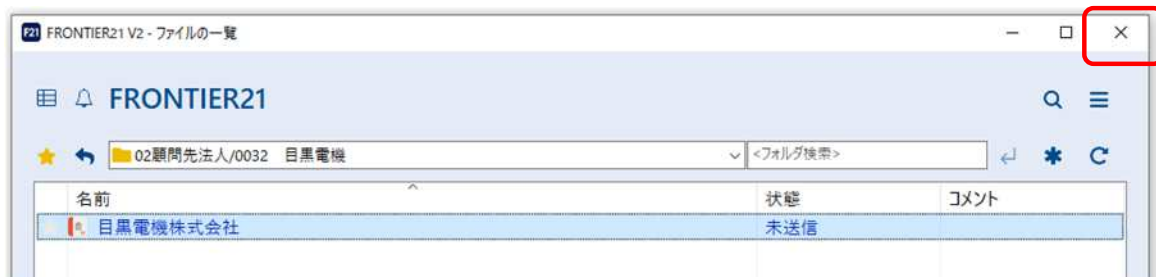 F21 FRONTIER21 V2 - ファイルの一覧
FRONTIER21
02顧問先法人/0032　目黒電機 <フォルダ検索>
名前 状態 コメント
目黒電機株式会社 未送信